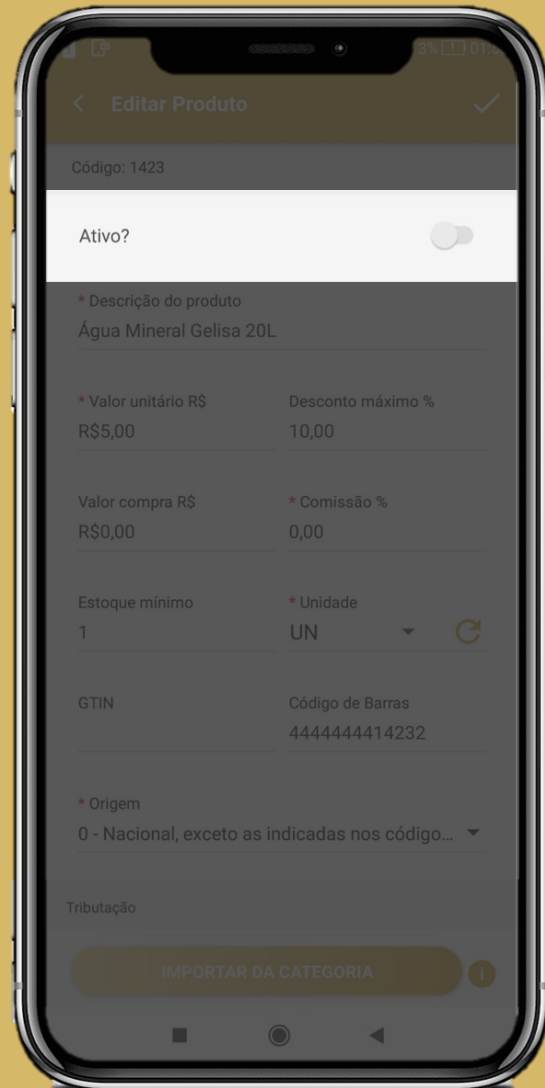 3% 01:
Editar Produto
Código: 1423
Ativo?
* Descrição do produto
Água Mineral Gelisa 20L
* Valor unitário R$ Desconto máximo %
R$5,00 10,00
Valor compra R$ * Comissão %
R$0,00 0,00
Estoque mínimo * Unidade
1 UN
GTIN Código de Barras
4444444414232
* Origem
0 - Nacional, exceto as indicadas nos código...
Tributação
IMPORTAR DA CATEGORIA